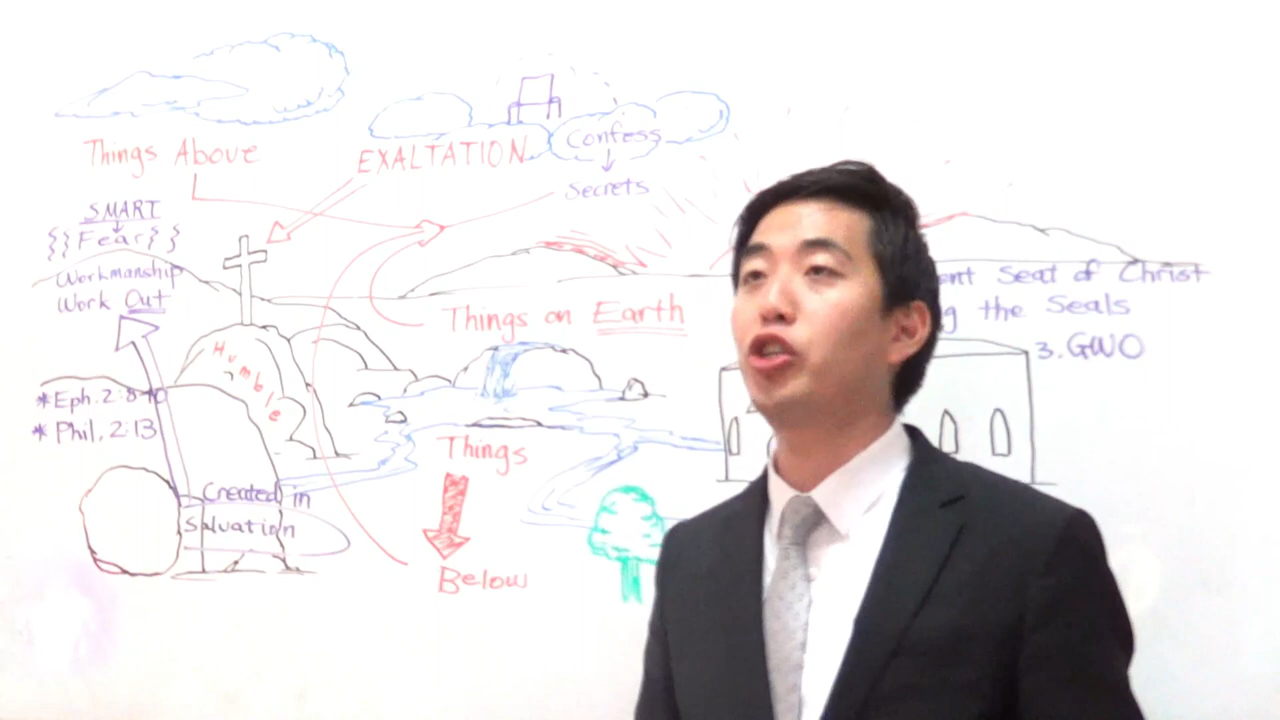 Things Above
EXALTATION
Confess
Secrets
SMART
{{Fear}}
Workmanship
Work Out
Humble
Things on Earth
ent Seat of Christ
g the Seals
3. GWO
*Eph. 2:8-10
*Phil. 2:13
Things
Below
Created in
Salvation